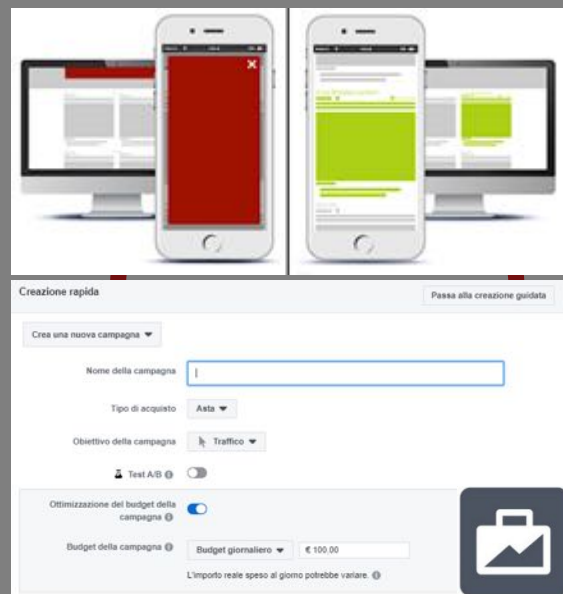 Creazione rapida
Passa alla creazione guidata
Crea una nuova campagna
Nome della campagna
Tipo di acquisto Asta
Obiettivo della campagna Traffico
Test A/B
Ottimizzazione del budget della
campagna
Budget della campagna Budget giornaliero € 100.00
L'importo reale speso al giorno potrebbe variare.